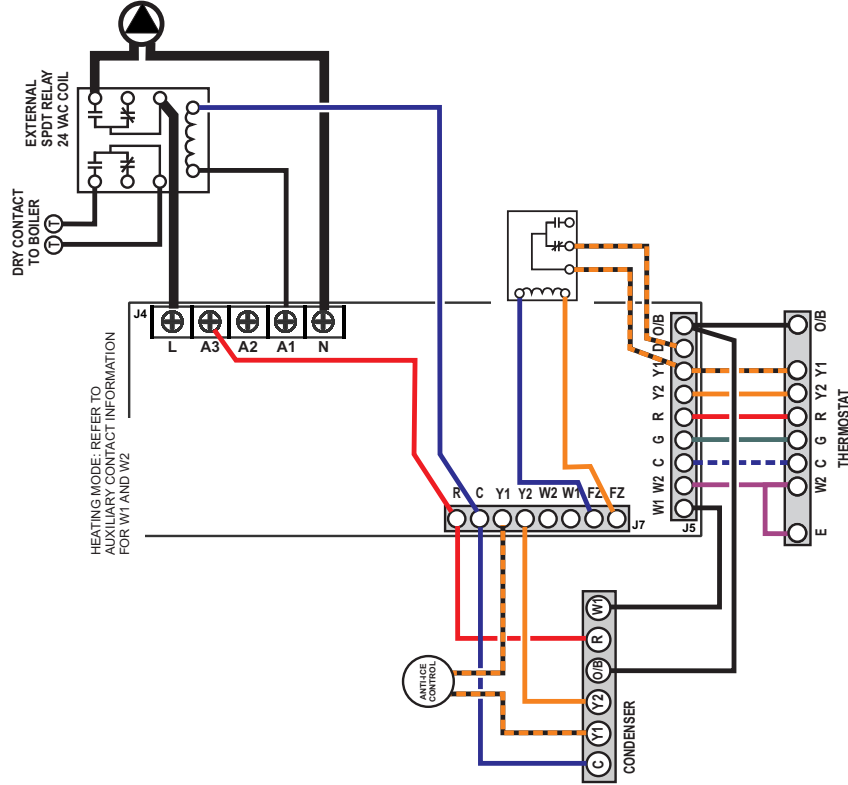 EXTERNAL
SPDT RELAY
24 VAC COIL
DRY CONTACT
TO BOILER
T
T
J4
L
A3
A2
A1
N
HEATING MODE: REFER TO
AUXILIARY CONTACT INFORMATION
FOR W1 AND W2
O/B
D
Y1
Y2
R
G
C
W2
W1
J5
O/B
Y1
Y2
R
G
C
W2
E
THERMOSTAT
R C Y1 Y2 W2 W1 FZ FZ
J7
ANTI-ICE
CONTROL
W1
R
O/B
Y2
Y1
C
CONDENSER